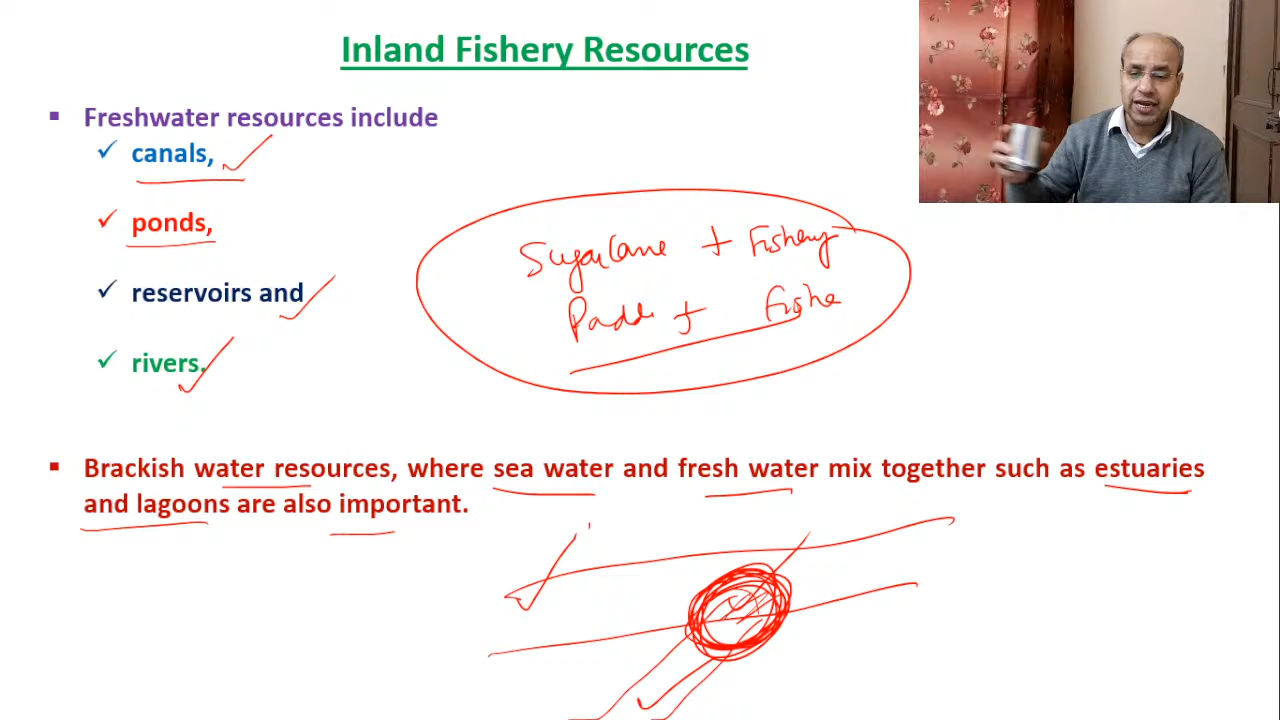 Inland Fishery Resources
▪ Freshwater resources include
✓ canals,
✓ ponds,
✓ reservoirs and
✓ rivers.
Sugarcane + Fishery
Padd + Fishe
▪ Brackish water resources, where sea water and fresh water mix together such as estuaries
and lagoons are also important.